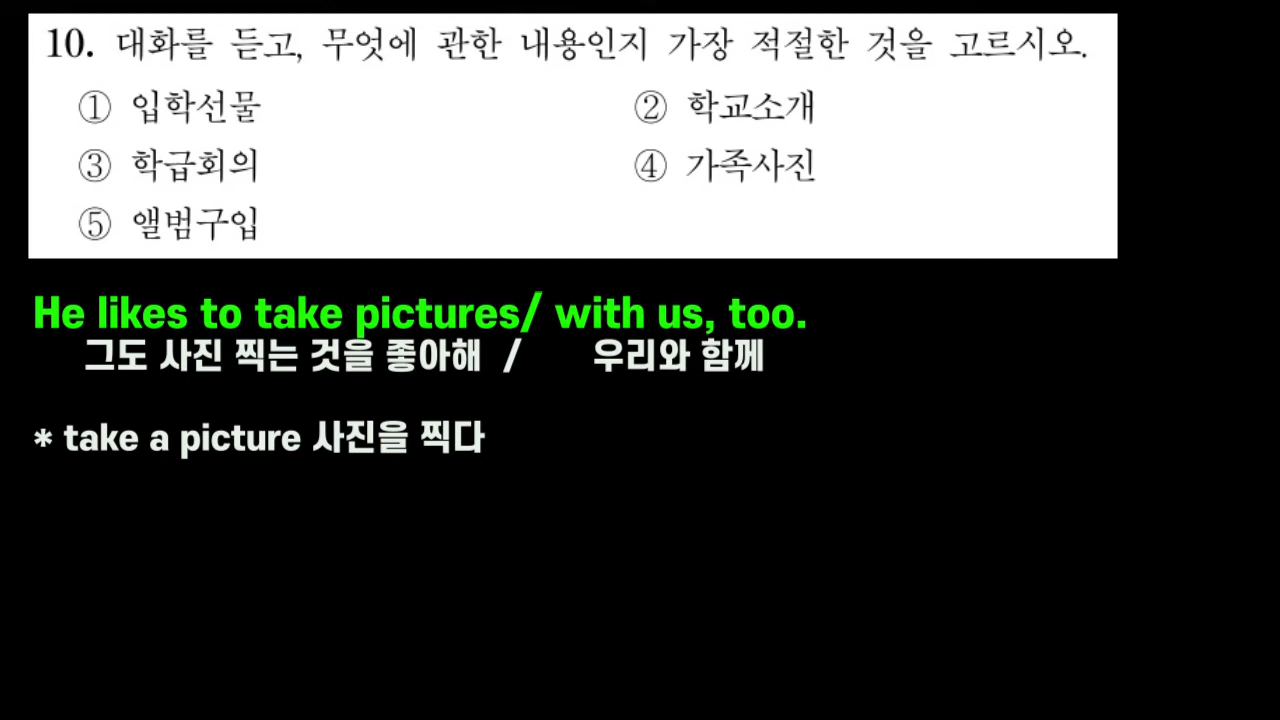 10. 대화를 듣고, 무엇에 관한 내용인지 가장 적절한 것을 고르시오.
① 입학선물 ② 학교소개
③ 학급회의 ④ 가족사진
⑤ 앨범구입
He likes to take pictures/ with us, too.
그도 사진 찍는 것을 좋아해 / 우리와 함께
* take a picture 사진을 찍다